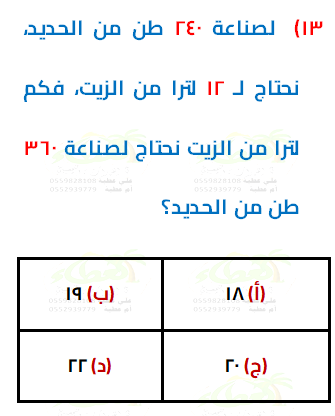 ١٣) لصناعة ٢٤٠ طن من الحديد،
نحتاج لـ ١٢ لترا من الزيت، فكم
لترا من الزيت نحتاج لصناعة ٣٦٠
طن من الحديد؟
(أ) ١٨
(ب) ١٩
(ج) ٢٠
(د) ٢٢